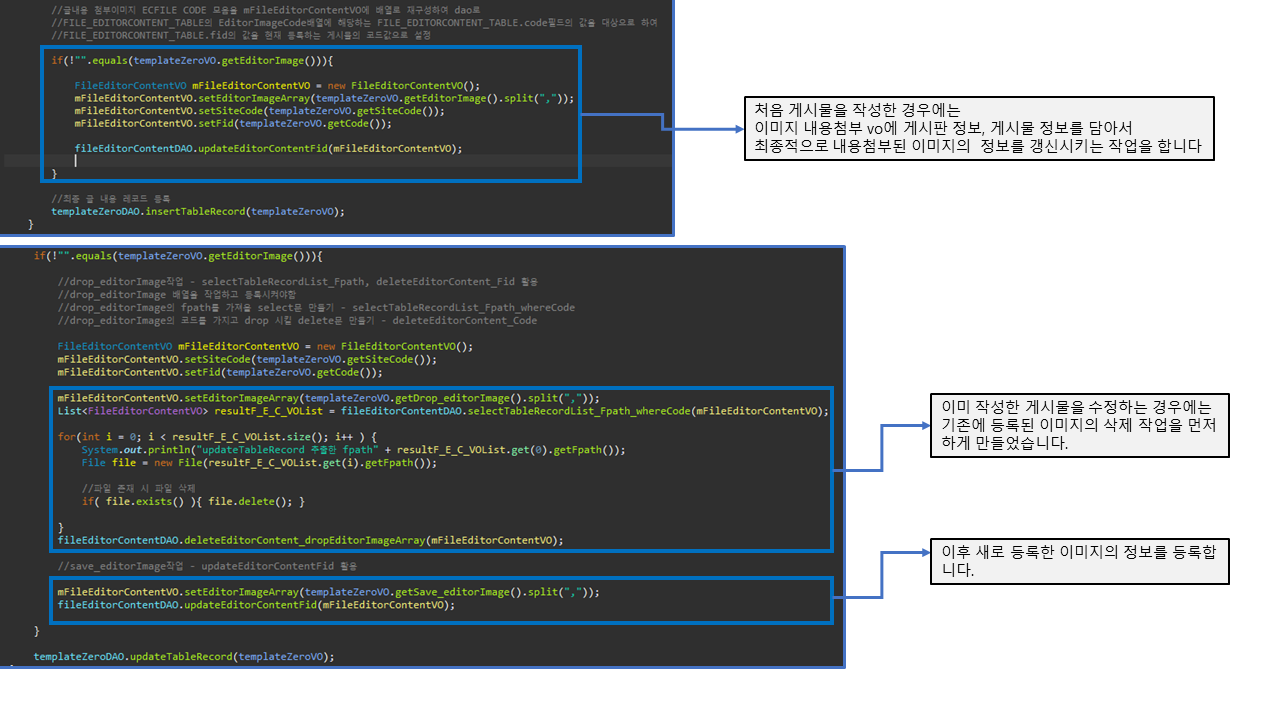 //글내용 첨부이미지 ECFILE CODE 모음을 mFileEditorContentVO에 배열로 재구성하여 dao로
//FILE_EDITORCONTENT_TABLE의 EditorImageCode배열에 해당하는 FILE_EDITORCONTENT_TABLE.code필드의 값을 대상으로 하여
//FILE_EDITORCONTENT_TABLE.fid의 값을 현재 등록하는 게시물의 코드값으로 설정
if(!"".equals(templateZeroVO.getEditorImage())){
FileEditorContentVO mFileEditorContentVO = new FileEditorContentVO();
mFileEditorContentVO.setEditorImageArray(templateZeroVO.getEditorImage().split(","));
mFileEditorContentVO.setSiteCode(templateZeroVO.getSiteCode());
mFileEditorContentVO.setFid(templateZeroVO.getCode());
fileEditorContentDAO.updateEditorContentFid(mFileEditorContentVO);
}
//최종 글 내용 레코드 등록
templateZeroDAO.insertTableRecord(templateZeroVO);
}
처음 게시물을 작성한 경우에는
이미지 내용첨부 vo에 게시판 정보, 게시물 정보를 담아서
최종적으로 내용첨부된 이미지의  정보를 갱신시키는 작업을 합니다
if(!"".equals(templateZeroVO.getEditorImage())){
//drop_editorImage작업 - selectTableRecordList_Fpath, deleteEditorContent_Fid 활용
//drop_editorImage 배열을 작업하고 등록시켜야함
//drop_editorImage의 fpath를 가져올 select문 만들기 - selectTableRecordList_Fpath_whereCode
//drop_editorImage의 코드를 가지고 drop 시킬 delete문 만들기 - deleteEditorContent_Code
FileEditorContentVO mFileEditorContentVO = new FileEditorContentVO();
mFileEditorContentVO.setSiteCode(templateZeroVO.getSiteCode());
mFileEditorContentVO.setFid(templateZeroVO.getCode());
mFileEditorContentVO.setEditorImageArray(templateZeroVO.getDrop_editorImage().split(","));
List<FileEditorContentVO> resultF_E_C_VOList = fileEditorContentDAO.selectTableRecordList_Fpath_whereCode(mFileEditorContentVO);
for(int i = 0; i < resultF_E_C_VOList.size(); i++ ) {
System.out.println("updateTableRecord 추출한 fpath" + resultF_E_C_VOList.get(0).getFpath());
File file = new File(resultF_E_C_VOList.get(i).getFpath());
//파일 존재 시 파일 삭제
if( file.exists() ){ file.delete(); }
}
fileEditorContentDAO.deleteEditorContent_dropEditorImageArray(mFileEditorContentVO);
//save_editorImage작업 - updateEditorContentFid 활용
mFileEditorContentVO.setEditorImageArray(templateZeroVO.getSave_editorImage().split(","));
fileEditorContentDAO.updateEditorContentFid(mFileEditorContentVO);
}
templateZeroDAO.updateTableRecord(templateZeroVO);
이미 작성한 게시물을 수정하는 경우에는
기존에 등록된 이미지의 삭제 작업을 먼저
하게 만들었습니다.
이후 새로 등록한 이미지의 정보를 등록합
니다.